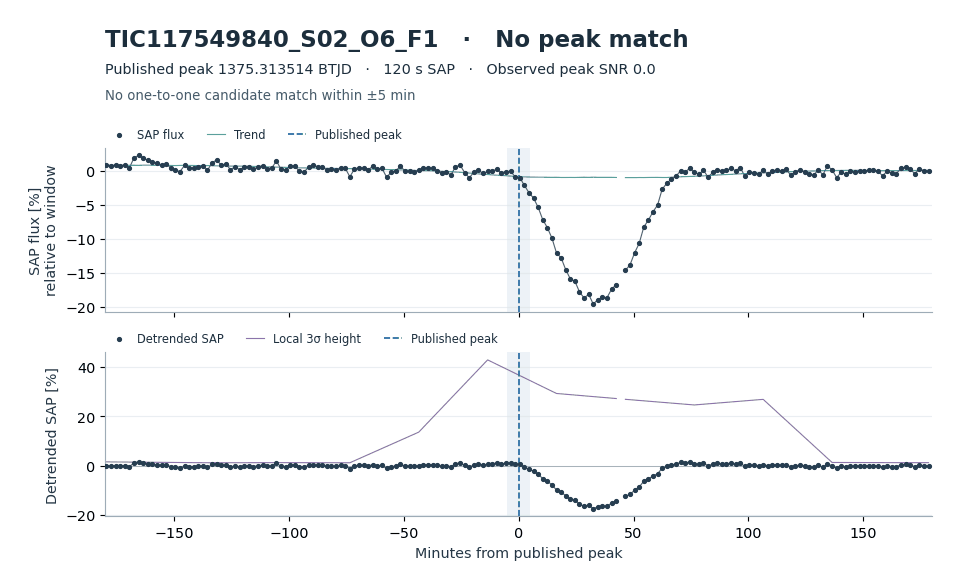 TIC117549840_S02_O6_F1 · No peak match
Published peak 1375.313514 BTJD · 120 s SAP · Observed peak SNR 0.0
No one-to-one candidate match within ±5 min
SAP flux Trend Published peak
SAP flux [%]
relative to window
0
−5
−10
−15
−20
Detrended SAP Local 3σ height Published peak
Detrended SAP [%]
40
20
0
−20
−150 −100 −50 0 50 100 150
Minutes from published peak